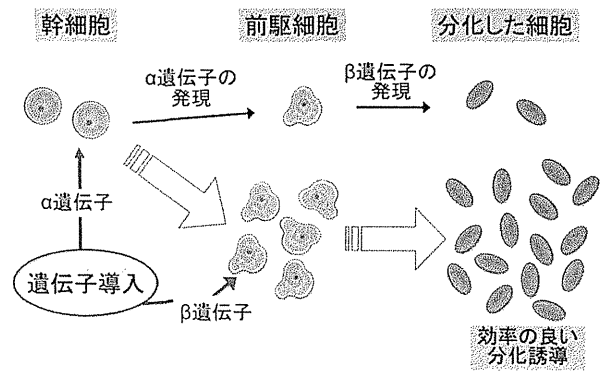 幹細胞
前駆細胞
分化した細胞
α遺伝子の
発現
β遺伝子の
発現
α遺伝子
遺伝子導入
β遺伝子
効率の良い
分化誘導